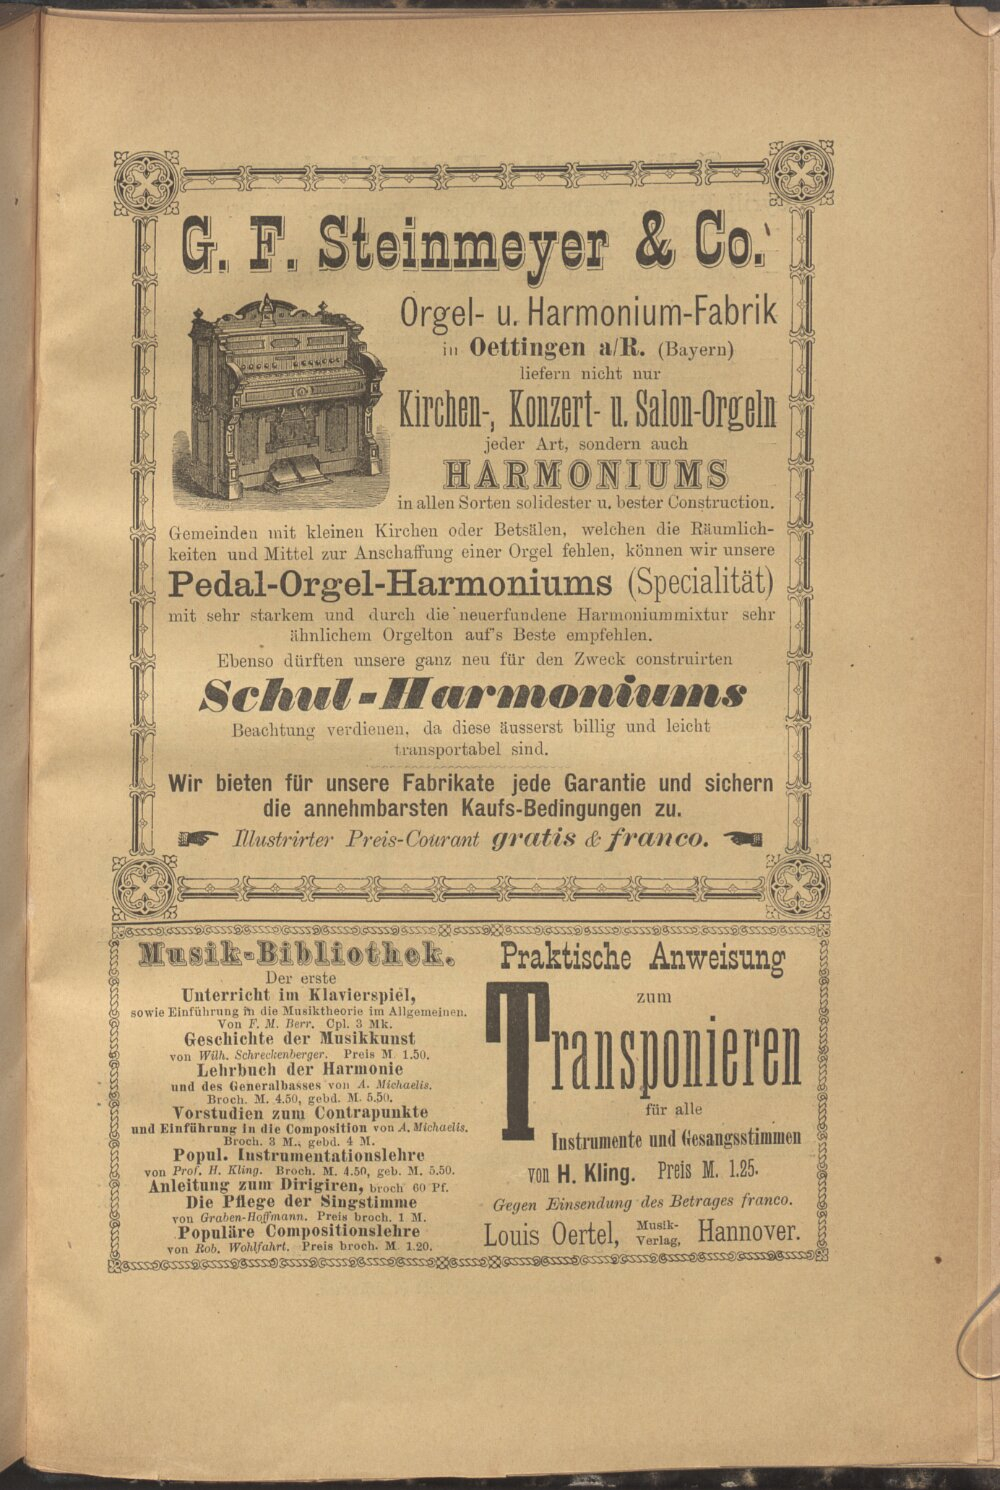 G. F. Steinmeyer & Co.
Orgel- u. Harmonium-Fabrik
in Oettingen a/R. (Bayern)
liefern nicht nur
Kirchen-, Konzert- u. Salon-Orgeln
jeder Art, sondern auch
HARMONIUMS
in allen Sorten solidester u. bester Construction.
Gemeinden mit kleinen Kirchen oder Betsälen, welchen die Räumlich-
keiten und Mittel zur Anschaffung einer Orgel fehlen, können wir unsere
Pedal-Orgel-Harmoniums (Specialität)
mit sehr starkem und durch die neuerfundene Harmoniummixtur sehr
ähnlichem Orgelton auf's Beste empfehlen.
Ebenso dürften unsere ganz neu für den Zweck construirten
Schul-Harmoniums
Beachtung verdienen, da diese äusserst billig und leicht
transportabel sind.
Wir bieten für unsere Fabrikate jede Garantie und sichern
die annehmbarsten Kaufs-Bedingungen zu.
Illustrirter Preis-Courant gratis & franco.
Musik-Bibliothek.
Der erste
Unterricht im Klavierspiel,
sowie Einführung in die Musiktheorie im Allgemeinen.
Von F. M. Berr. Cpl. 3 Mk.
Geschichte der Musikkunst
von Wilh. Schreckenberger. Preis M. 1.50.
Lehrbuch der Harmonie
und des Generalbasses von A. Michaelis.
Broch. M. 4.50, gebd. M. 5.50.
Vorstudien zum Contrapunkte
und Einführung in die Composition von A. Michaelis.
Broch. 3 M., gebd. 4 M.
Popul. Instrumentationslehre
von Prof. H. Kling. Broch. M. 4.50, geb. M. 5.50.
Anleitung zum Dirigiren, broch 60 Pf.
Die Pflege der Singstimme
von Graben-Hoffmann. Preis broch. 1 M.
Populäre Compositionslehre
von Rob. Wohlfahrt. Preis broch. M. 1.20.
Praktische Anweisung
zum
Transponieren
für alle
Instrumente und Gesangsstimmen
von H. Kling. Preis M. 1.25.
Gegen Einsendung des Betrages franco.
Louis Oertel, Musik-Verlag, Hannover.